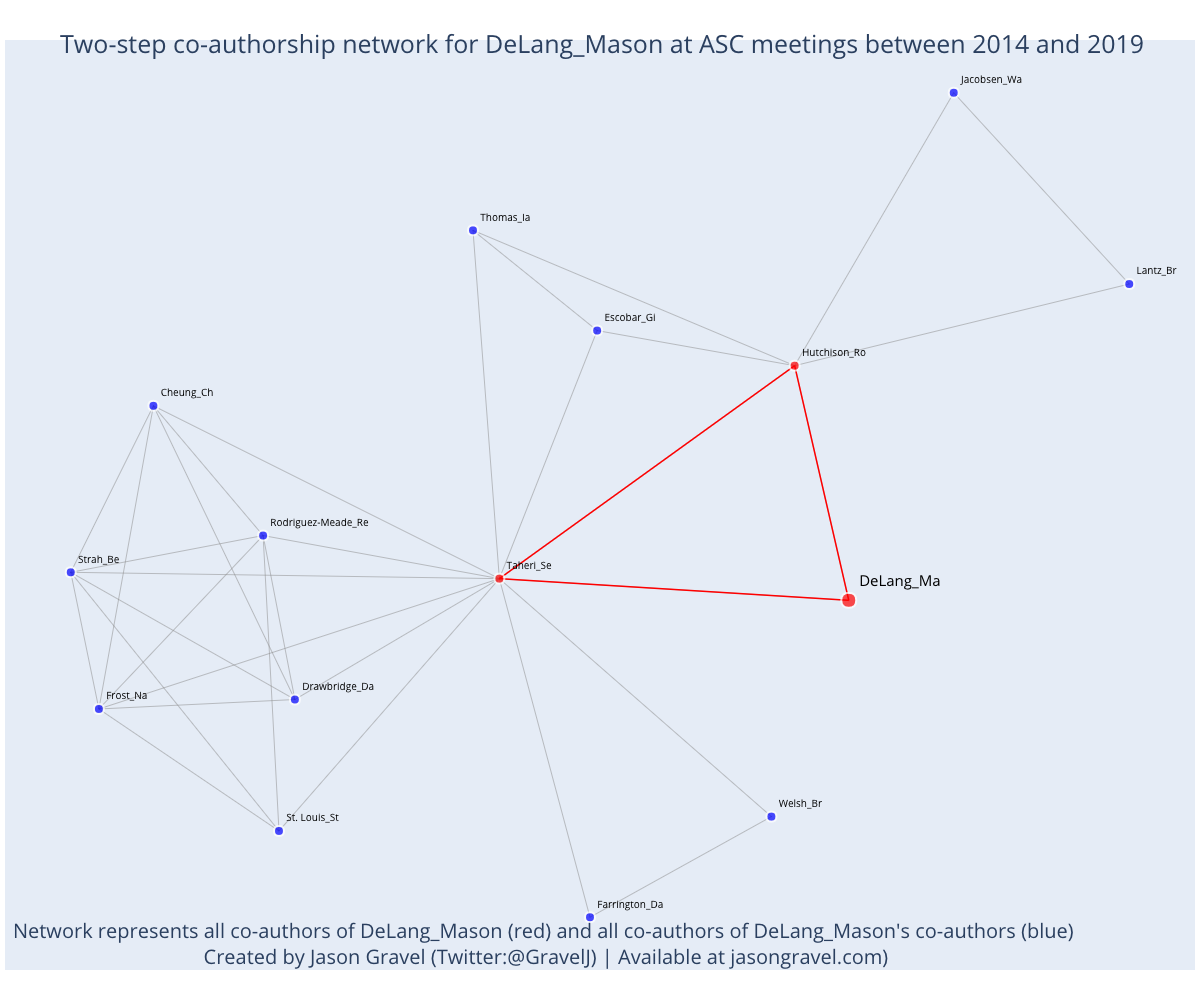 Two-step co-authorship network for DeLang_Mason at ASC meetings between 2014 and 2019
Jacobsen_Wa
Thomas_Ia
Lantz_Br
Escobar_Gi
Hutchison_Ro
Cheung_Ch
Rodriguez-Meade_Re
Strah_Be
Taheri_Se
DeLang_Ma
Drawbridge_Da
Frost_Na
Welsh_Br
St. Louis_St
Farrington_Da
Network represents all co-authors of DeLang_Mason (red) and all co-authors of DeLang_Mason's co-authors (blue)
Created by Jason Gravel (Twitter:@GravelJ) | Available at jasongravel.com)